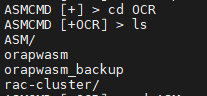 ASMCMD [+] > cd OCR
ASMCMD [+OCR] > ls
ASM/
orapwasm
orapwasm_backup
rac-cluster/